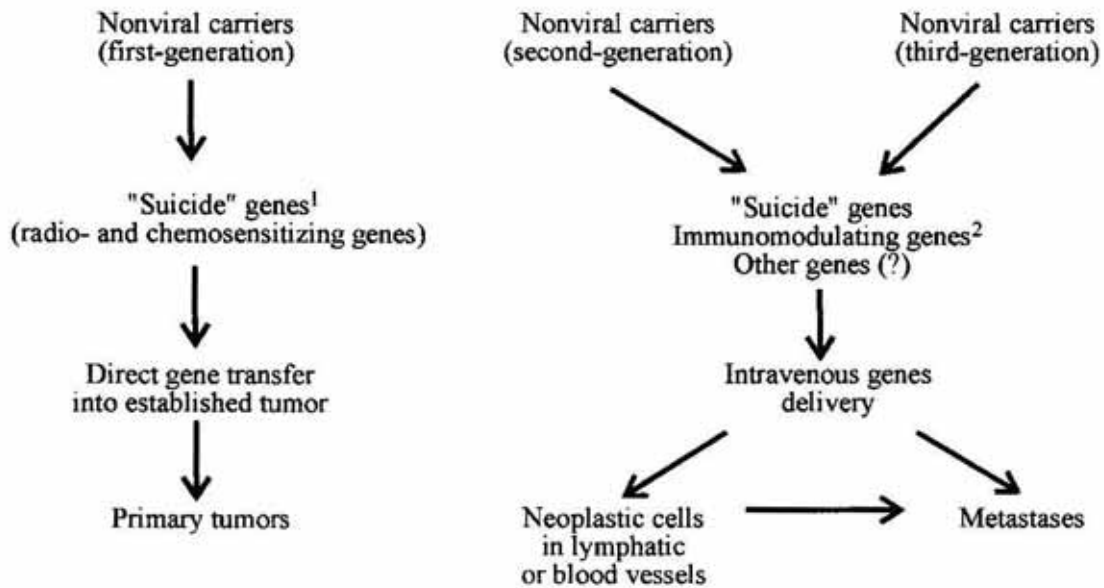 Nonviral carriers
(first-generation)
Nonviral carriers
(second-generation)
Nonviral carriers
(third-generation)
"Suicide" genes¹
(radio- and chemosensitizing genes)
"Suicide" genes
Immunomodulating genes²
Other genes (?)
Direct gene transfer
into established tumor
Intravenous genes
delivery
Primary tumors
Neoplastic cells
in lymphatic
or blood vessels
Metastases